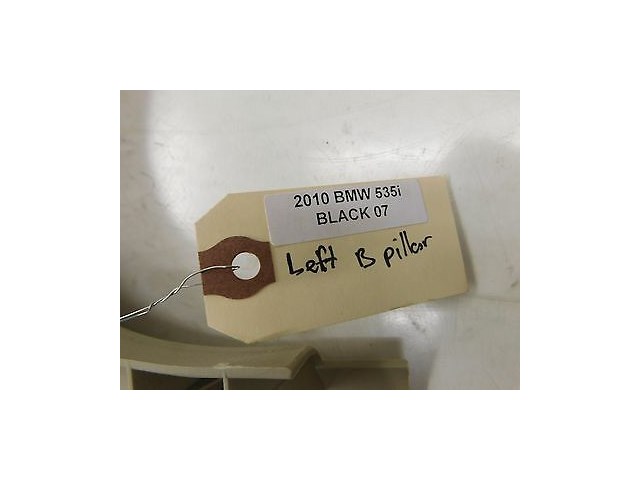 2010 BMW 535i
BLACK 07
Left B pillar